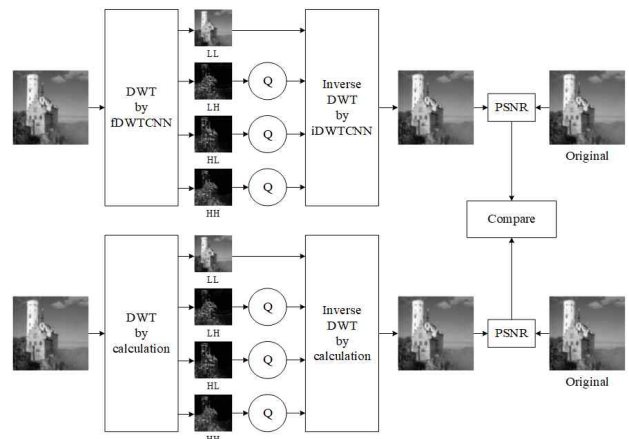 DWT
by
fDWTCNN
LL
LH
HL
HH
Q
Q
Q
Inverse
DWT
by
iDWTCNN
PSNR
Original
Compare
DWT
by
calculation
LL
LH
HL
HH
Q
Q
Q
Inverse
DWT
by
calculation
PSNR
Original